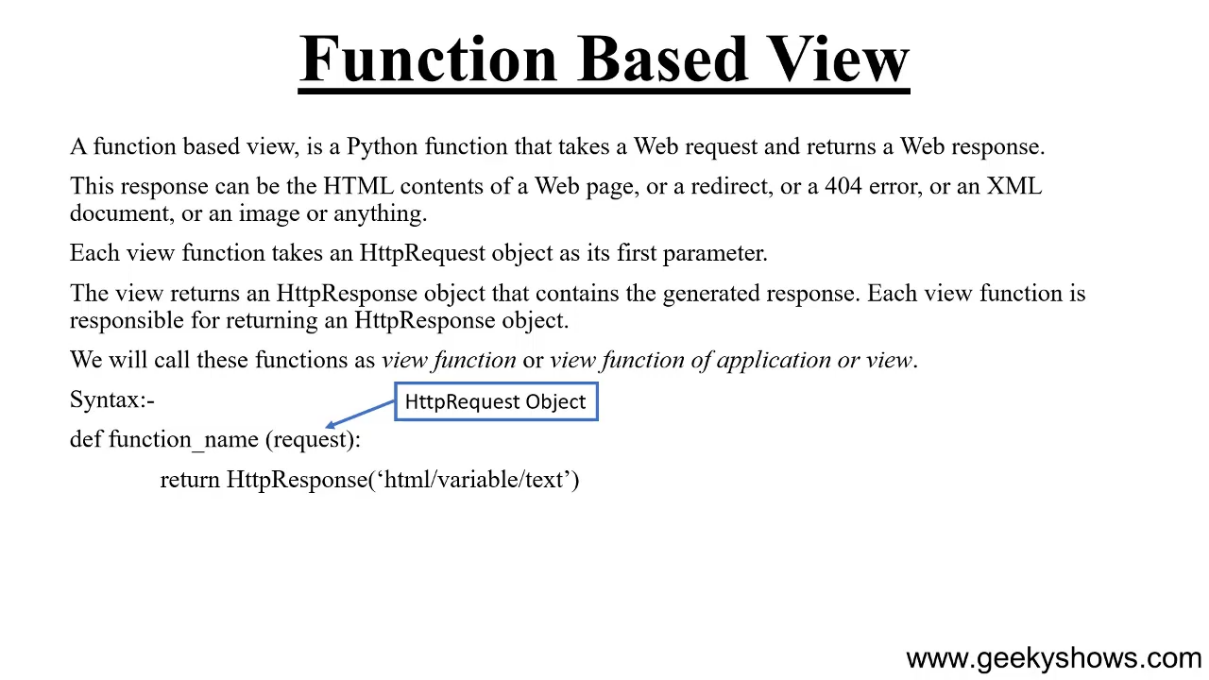 Function Based View
A function based view, is a Python function that takes a Web request and returns a Web response.
This response can be the HTML contents of a Web page, or a redirect, or a 404 error, or an XML
document, or an image or anything.
Each view function takes an HttpRequest object as its first parameter.
The view returns an HttpResponse object that contains the generated response. Each view function is
responsible for returning an HttpResponse object.
We will call these functions as view function or view function of application or view.
Syntax:-
HttpRequest Object
def function_name (request):
return HttpResponse(‘html/variable/text’)
www.geekyshows.com